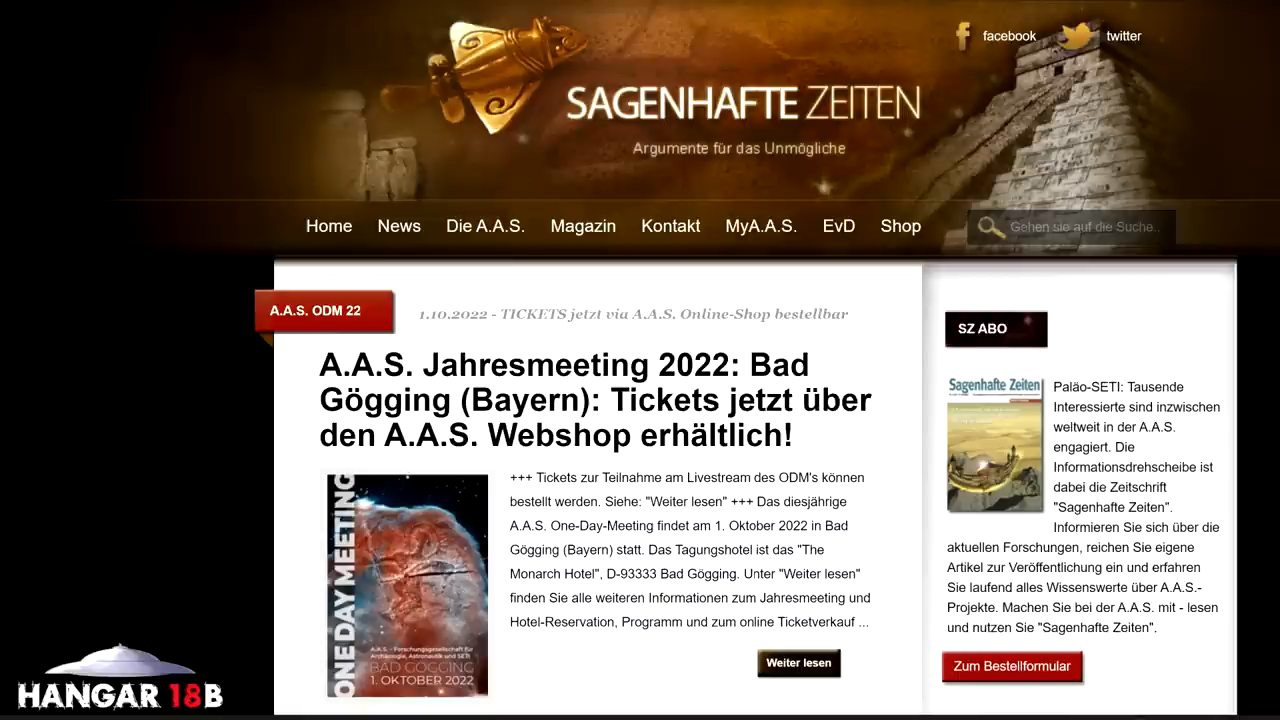 facebook
twitter
SAGENHAFTE ZEITEN
Argumente für das Unmögliche
Home
News
Die A.A.S.
Magazin
Kontakt
MyA.A.S.
EvD
Shop
Gehen sie auf die Suche..
A.A.S. ODM 22
1.10.2022 - TICKETS jetzt via A.A.S. Online-Shop bestellbar
A.A.S. Jahresmeeting 2022: Bad
Gögging (Bayern): Tickets jetzt über
den A.A.S. Webshop erhältlich!
ONE DAY MEETING
A.A.S. - Forschungsgesellschaft für
Archäologie, Astronautik und SETI
BAD GÖGGING
1. OKTOBER 2022
+++ Tickets zur Teilnahme am Livestream des ODM's können
bestellt werden. Siehe: "Weiter lesen" +++ Das diesjährige
A.A.S. One-Day-Meeting findet am 1. Oktober 2022 in Bad
Gögging (Bayern) statt. Das Tagungshotel ist das "The
Monarch Hotel", D-93333 Bad Gögging. Unter "Weiter lesen"
finden Sie alle weiteren Informationen zum Jahresmeeting und
Hotel-Reservation, Programm und zum online Ticketverkauf ...
Weiter lesen
SZ ABO
Sagenhafte Zeiten
Paläo-SETI: Tausende
Interessierte sind inzwischen
weltweit in der A.A.S.
engagiert. Die
Informationsdrehscheibe ist
dabei die Zeitschrift
"Sagenhafte Zeiten".
Informieren Sie sich über die
aktuellen Forschungen, reichen Sie eigene
Artikel zur Veröffentlichung ein und erfahren
Sie laufend alles Wissenswerte über A.A.S.-
Projekte. Machen Sie bei der A.A.S. mit - lesen
und nutzen Sie "Sagenhafte Zeiten".
Zum Bestellformular
HANGAR 18B